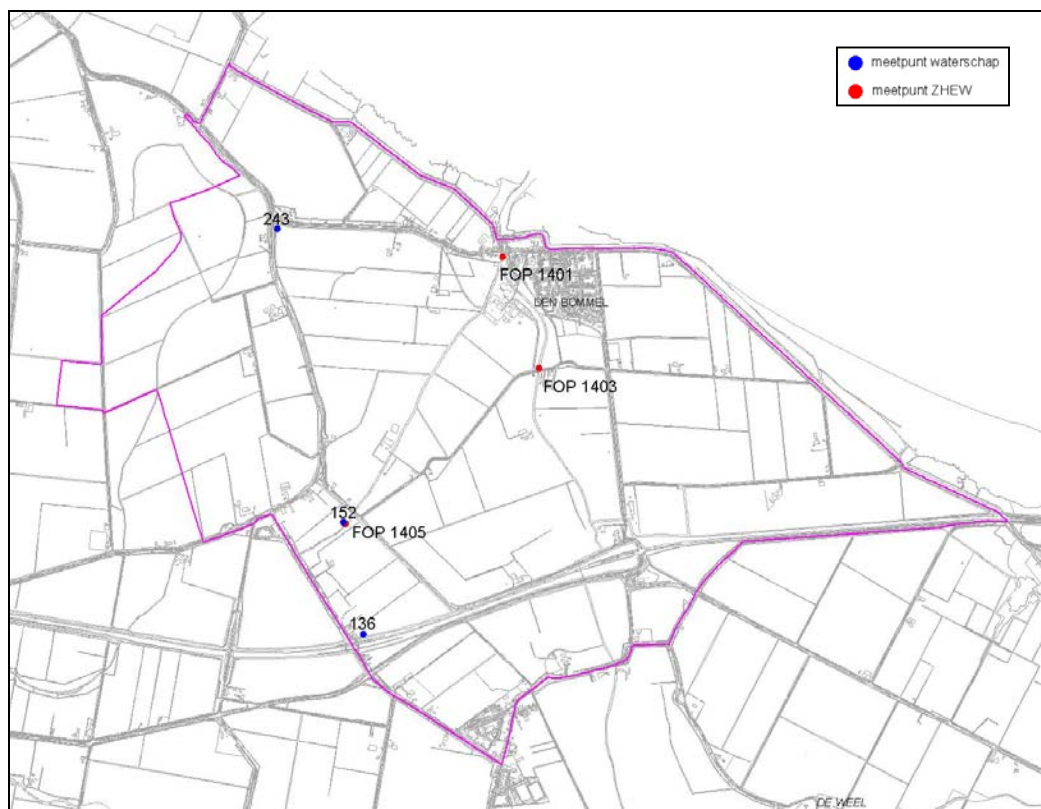 meetpunt waterschap
meetpunt ZHEW
243
FOP 1401
DEN BOMMEL
FOP 1403
152
FOP 1405
136
DE WEEL